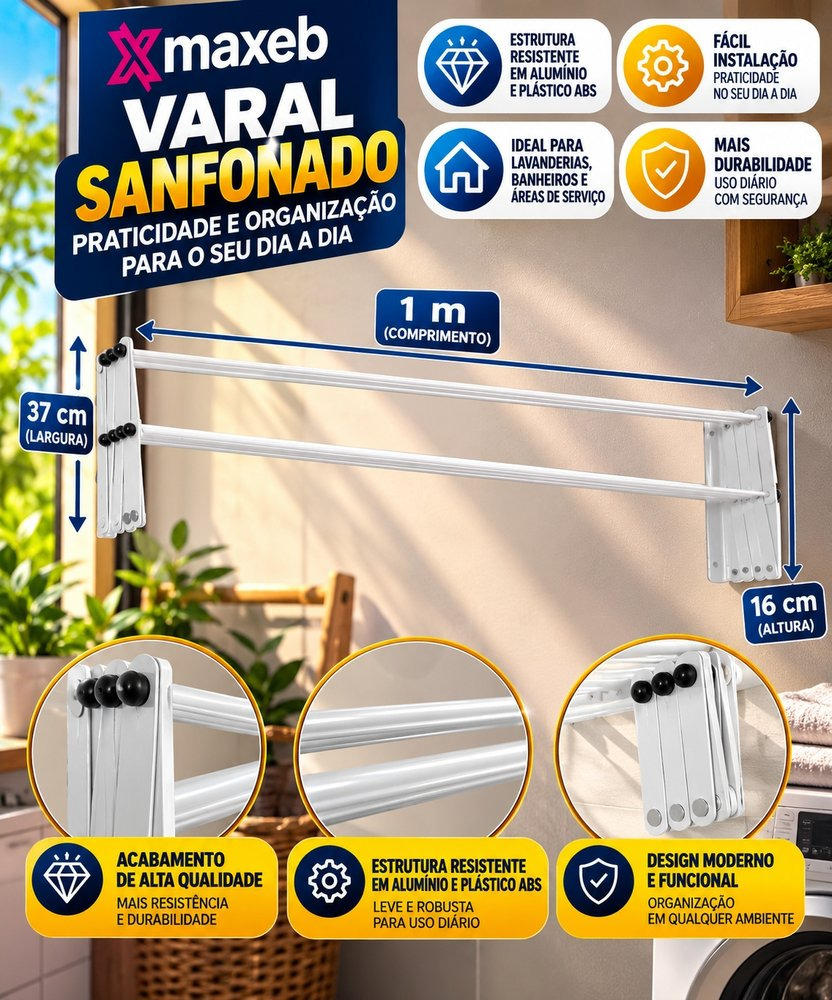 maxeb
VARAL
SANFONADO
PRATICIDADE E ORGANIZAÇÃO
PARA O SEU DIA A DIA
ESTRUTURA
RESISTENTE
EM ALUMÍNIO
E PLÁSTICO ABS
FÁCIL
INSTALAÇÃO
PRATICIDADE
NO SEU DIA A DIA
IDEAL PARA
LAVANDERIAS,
BANHEIROS E
ÁREAS DE SERVIÇO
MAIS
DURABILIDADE
USO DIÁRIO
COM SEGURANÇA
1 m
(COMPRIMENTO)
37 cm
(LARGURA)
16 cm
(ALTURA)
ACABAMENTO
DE ALTA QUALIDADE
MAIS RESISTÊNCIA
E DURABILIDADE
ESTRUTURA RESISTENTE
EM ALUMÍNIO E PLÁSTICO ABS
LEVE E ROBUSTA
PARA USO DIÁRIO
DESIGN MODERNO
E FUNCIONAL
ORGANIZAÇÃO
EM QUALQUER AMBIENTE